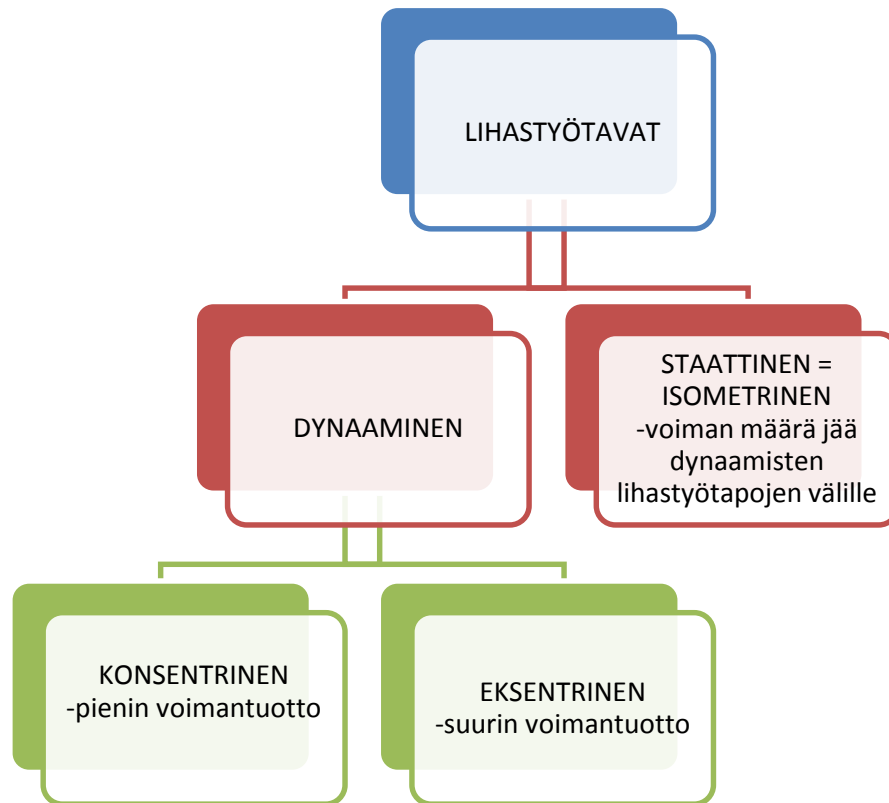 LIHASTYÖTAVAT
DYNAAMINEN
STAATTINEN =
ISOMETRINEN
-voiman määrä jää
dynaamisten
lihastyötapojen välille
KONSENTRINEN
-pienin voimantuotto
EKSENTRINEN
-suurin voimantuotto